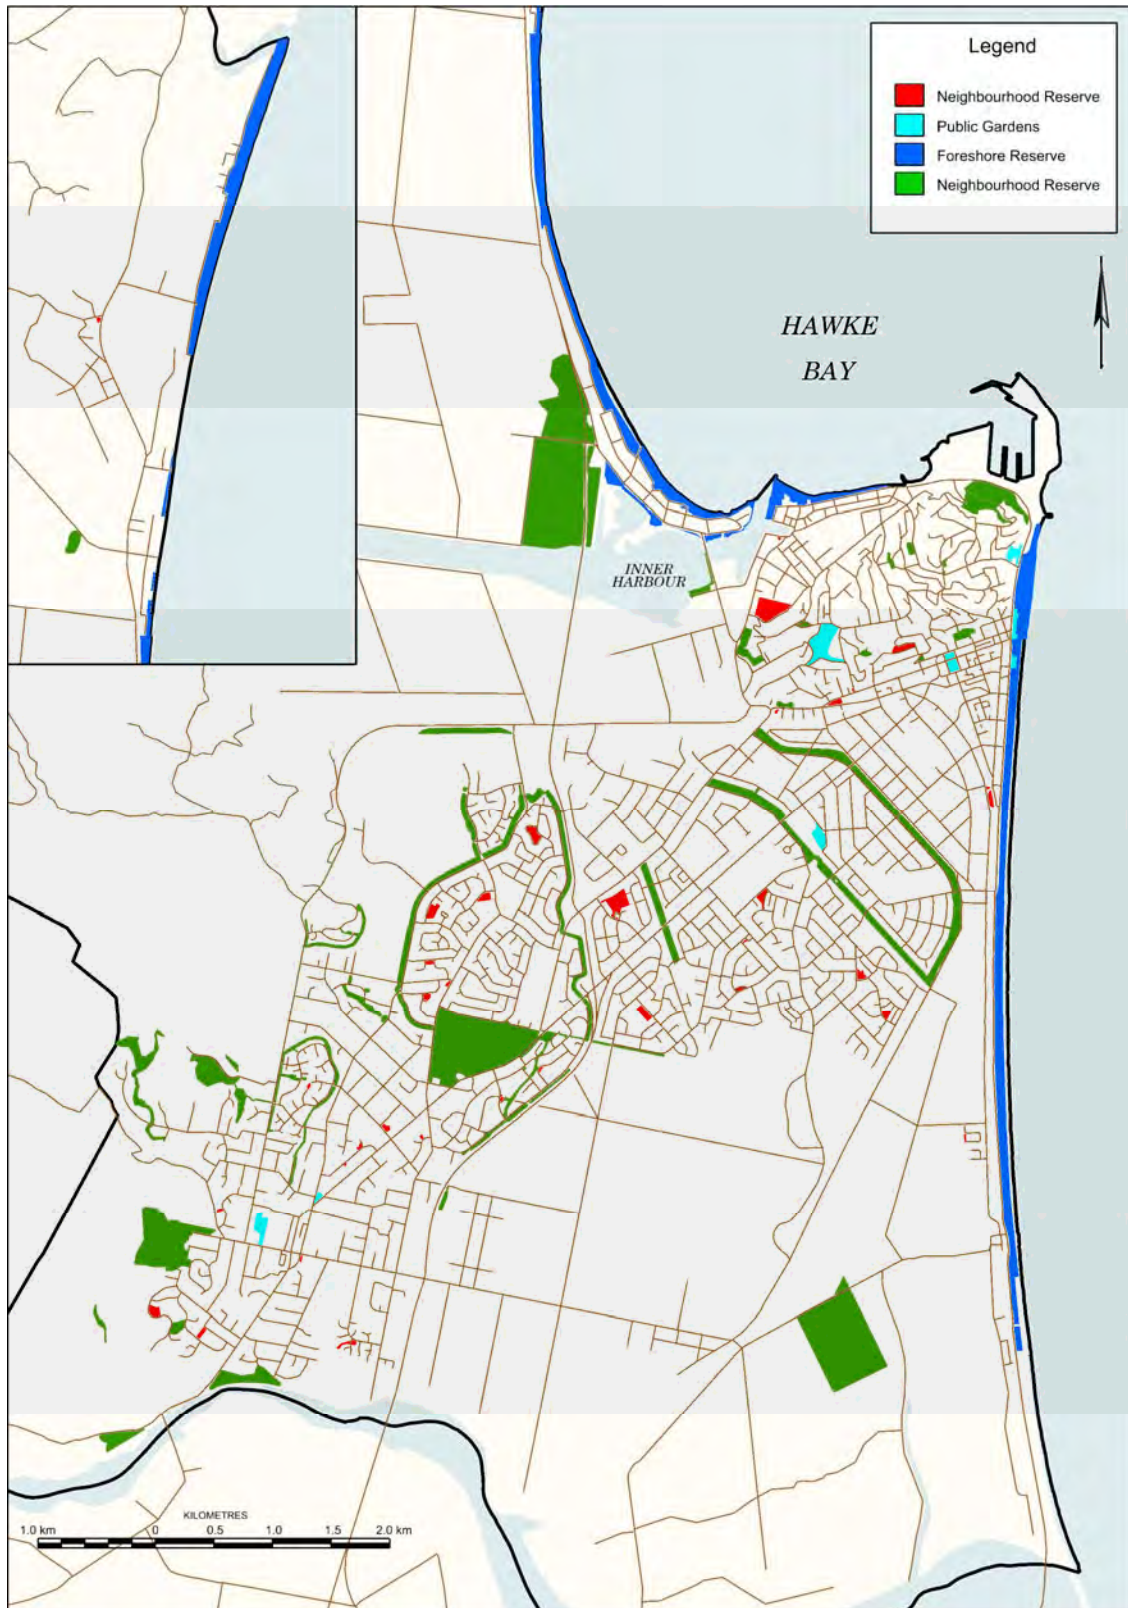 Legend
Neighbourhood Reserve
Public Gardens
Foreshore Reserve
Neighbourhood Reserve
HAWKE
BAY
INNER
HARBOUR
KILOMETRES
1.0 km 0 0.5 1.0 1.5 2.0 km